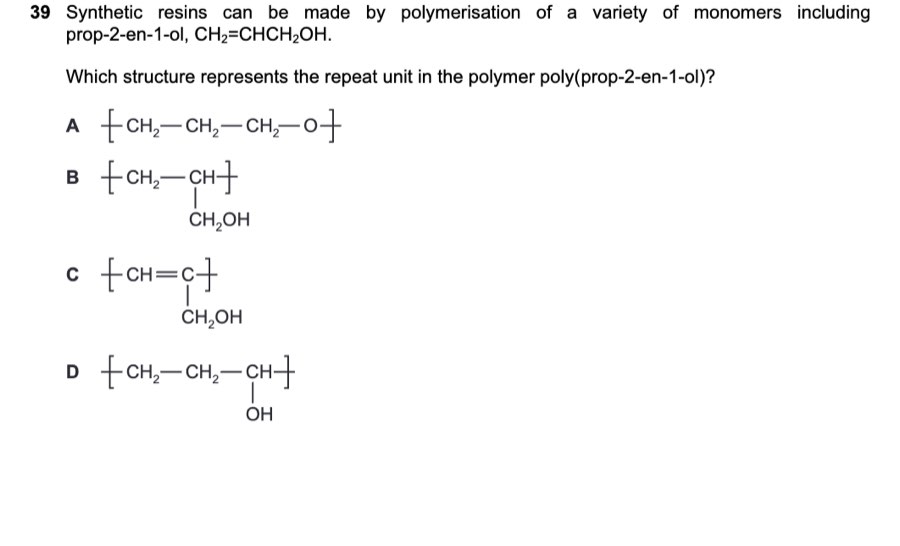 39 Synthetic resins can be made by polymerisation of a variety of monomers including
prop-2-en-1-ol, CH₂=CHCH₂OH.
Which structure represents the repeat unit in the polymer poly(prop-2-en-1-ol)?
A [CH₂—CH₂—CH₂—O]
B [CH₂—CH]
CH₂OH
C [CH=C]
CH₂OH
D [CH₂—CH₂—CH]
OH